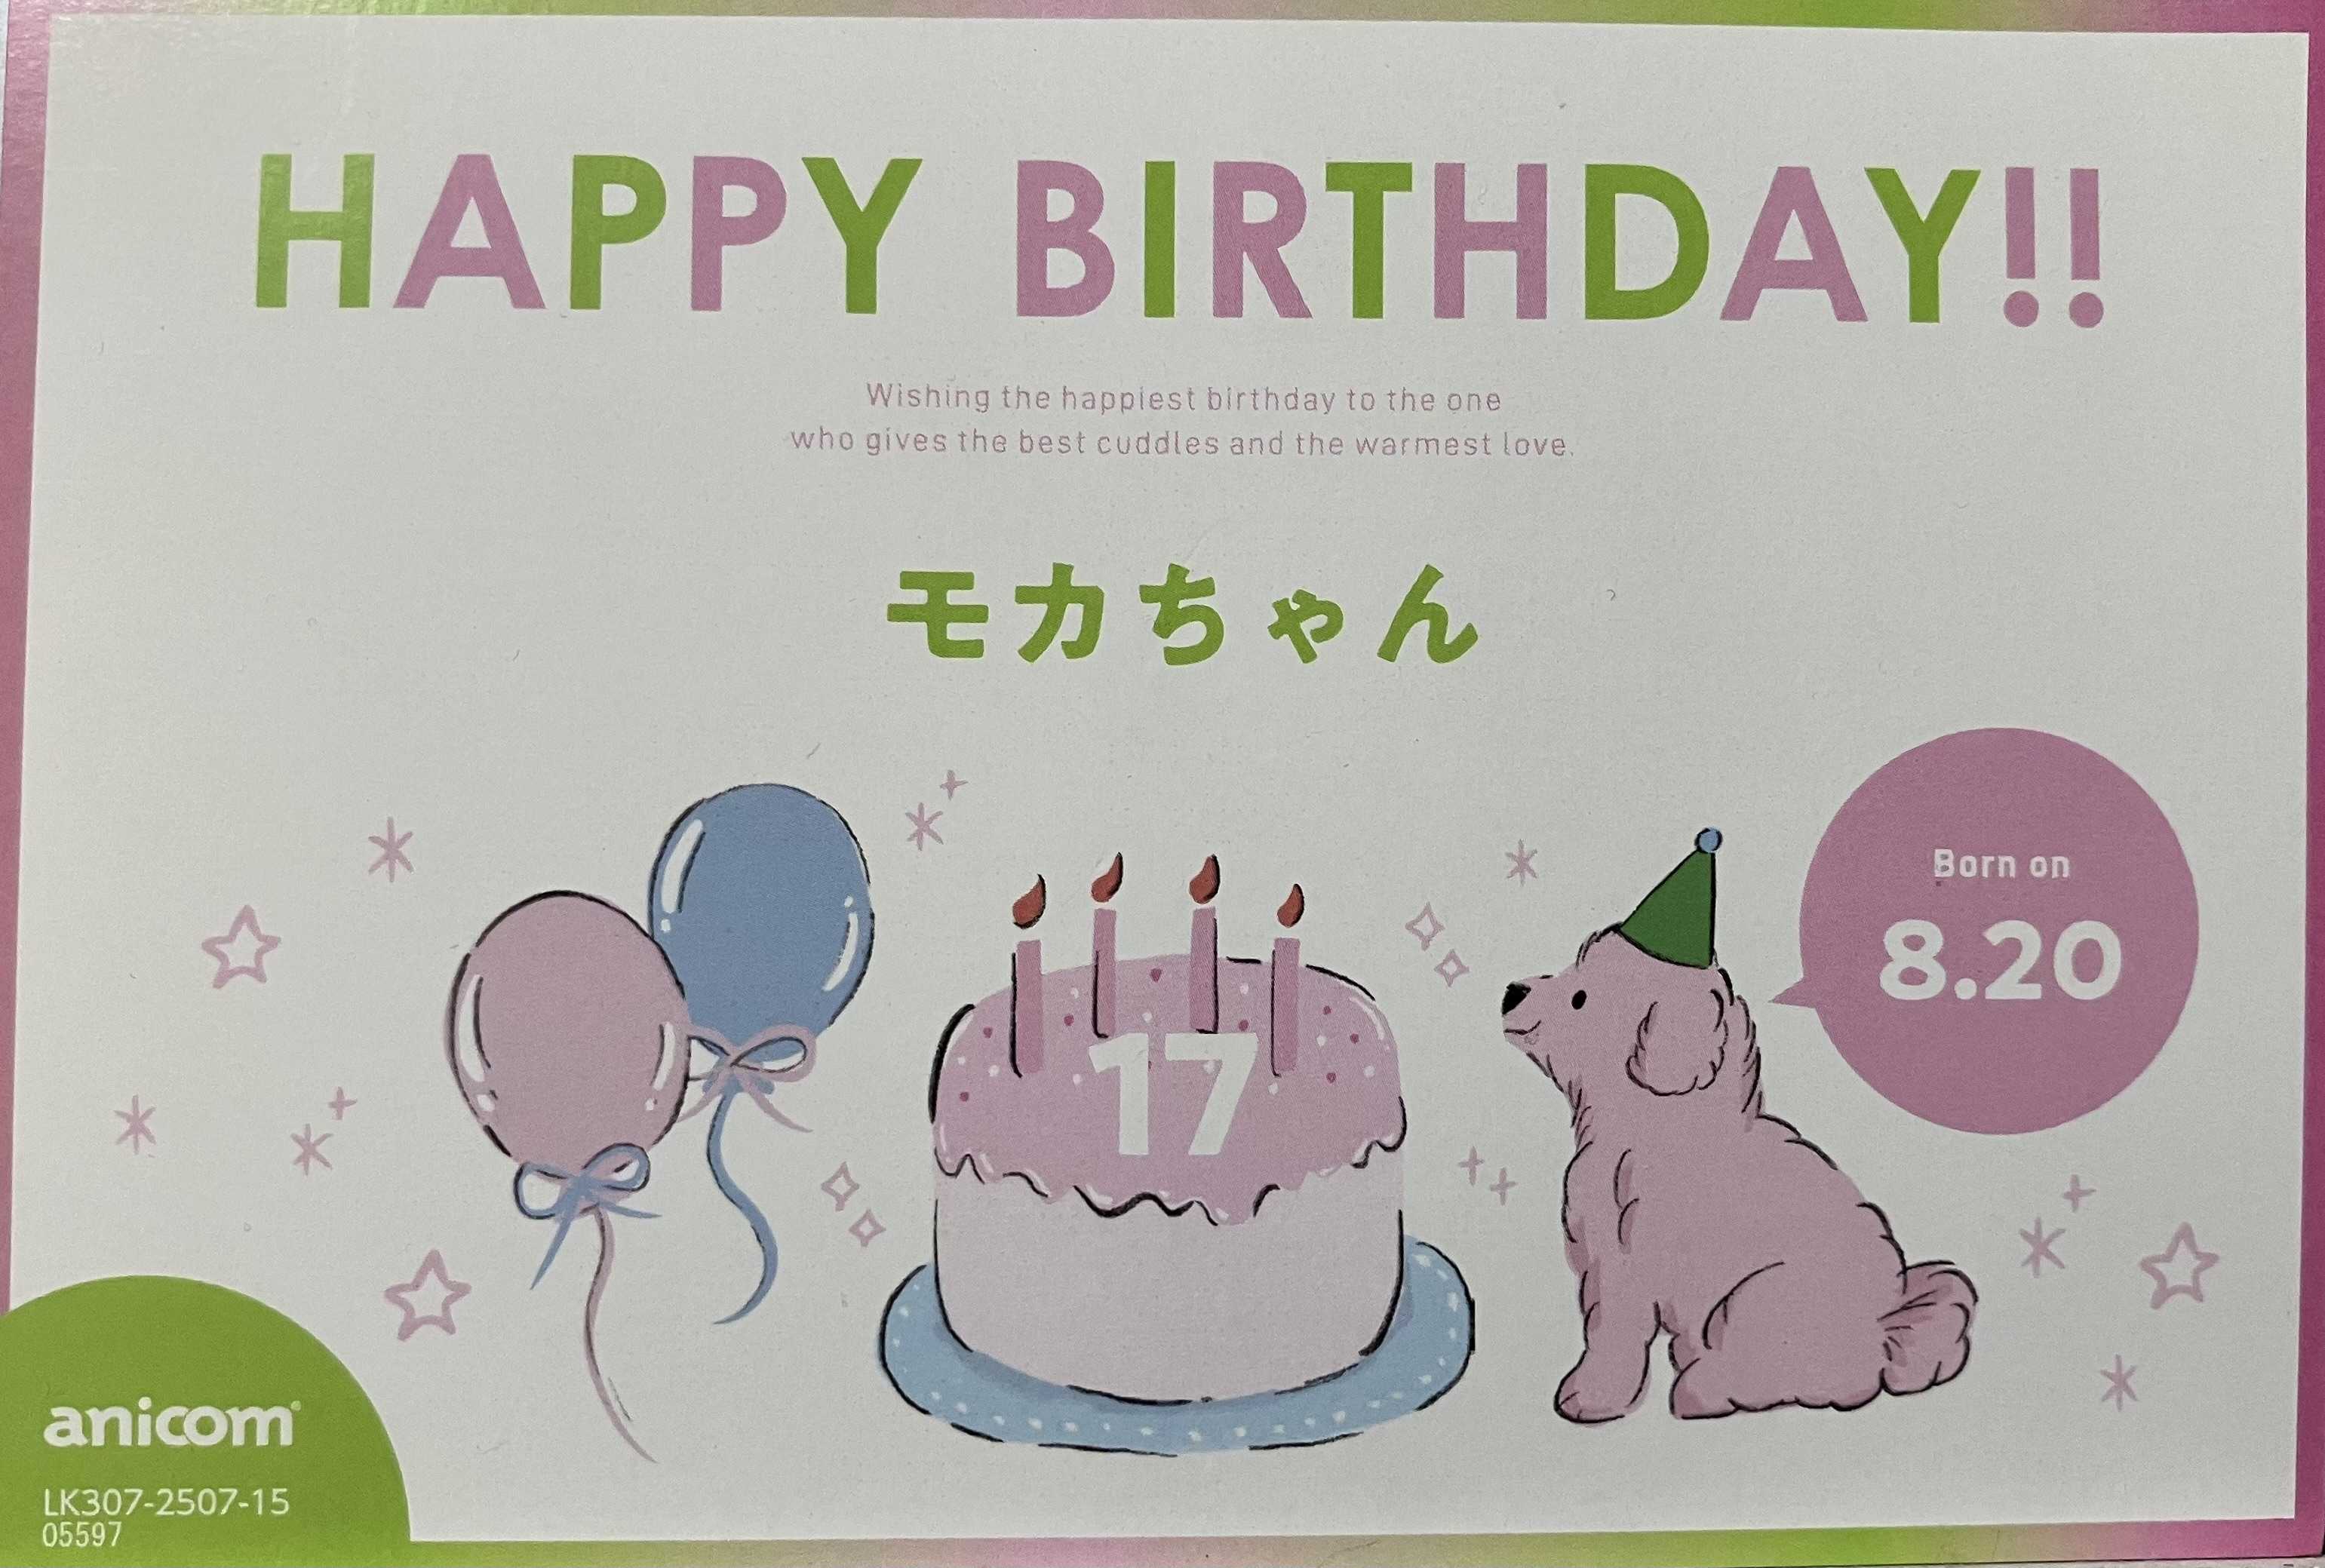 HAPPY BIRTHDAY!!
Wishing the happiest birthday to the one
who gives the best cuddles and the warmest love.
モカちゃん
Born on
8.20
17
anicom
LK307-2507-15
05597